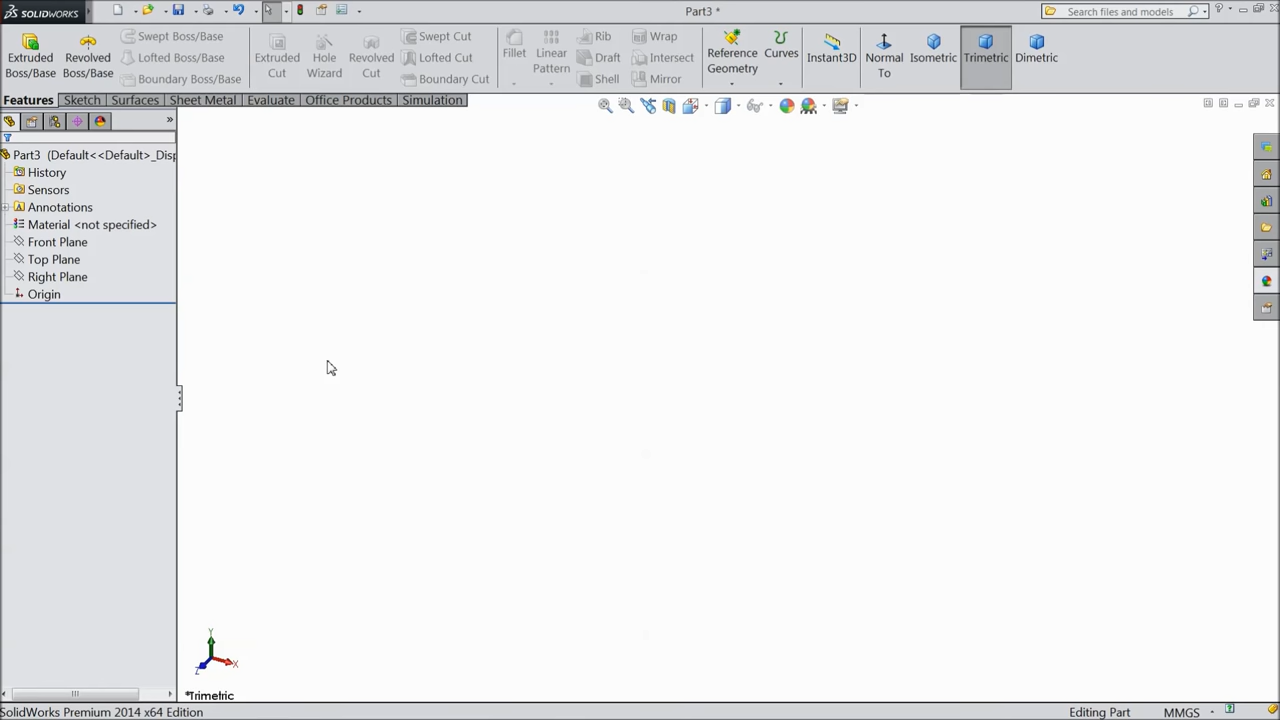 SOLIDWORKS
Part3 *
Search files and models
?
Extruded Boss/Base
Revolved Boss/Base
Swept Boss/Base
Lofted Boss/Base
Boundary Boss/Base
Extruded Cut
Hole Wizard
Revolved Cut
Swept Cut
Lofted Cut
Boundary Cut
Fillet
Linear Pattern
Rib
Draft
Shell
Wrap
Intersect
Mirror
Reference Geometry
Curves
Instant3D
Normal To
Isometric
Trimetric
Dimetric
Features
Sketch
Surfaces
Sheet Metal
Evaluate
Office Products
Simulation
»
Part3 (Default<<Default>_Disp
History
Sensors
A Annotations
Material <not specified>
Front Plane
Top Plane
Right Plane
Origin
Y
X
Z
*Trimetric
SolidWorks Premium 2014 x64 Edition
Editing Part
MMGS
?